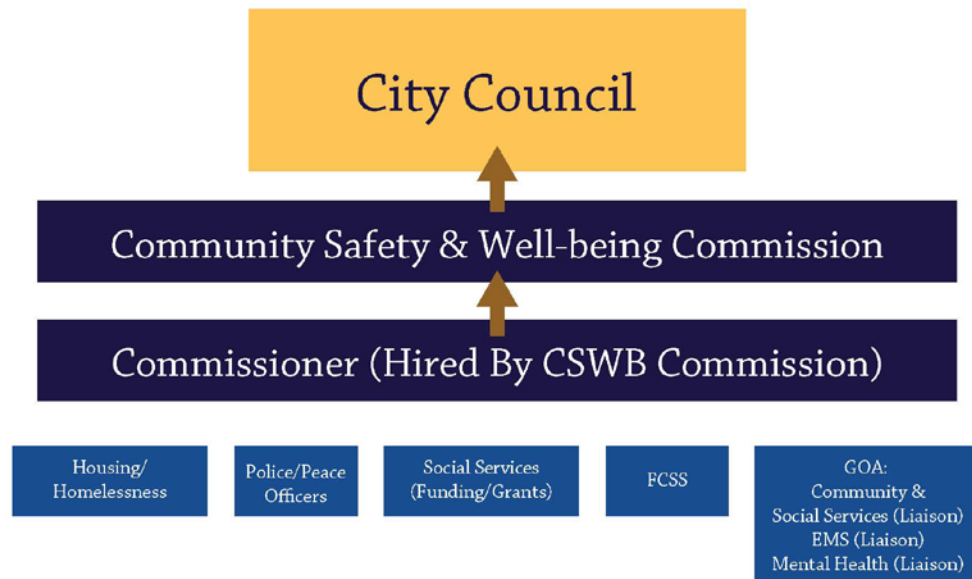 City Council
Community Safety & Well-being Commission
Commissioner (Hired By CSWB Commission)
Housing/
Homelessness
Police/Peace
Officers
Social Services
(Funding/Grants)
FCSS
GOA:
Community &
Social Services (Liaison)
EMS (Liaison)
Mental Health (Liaison)